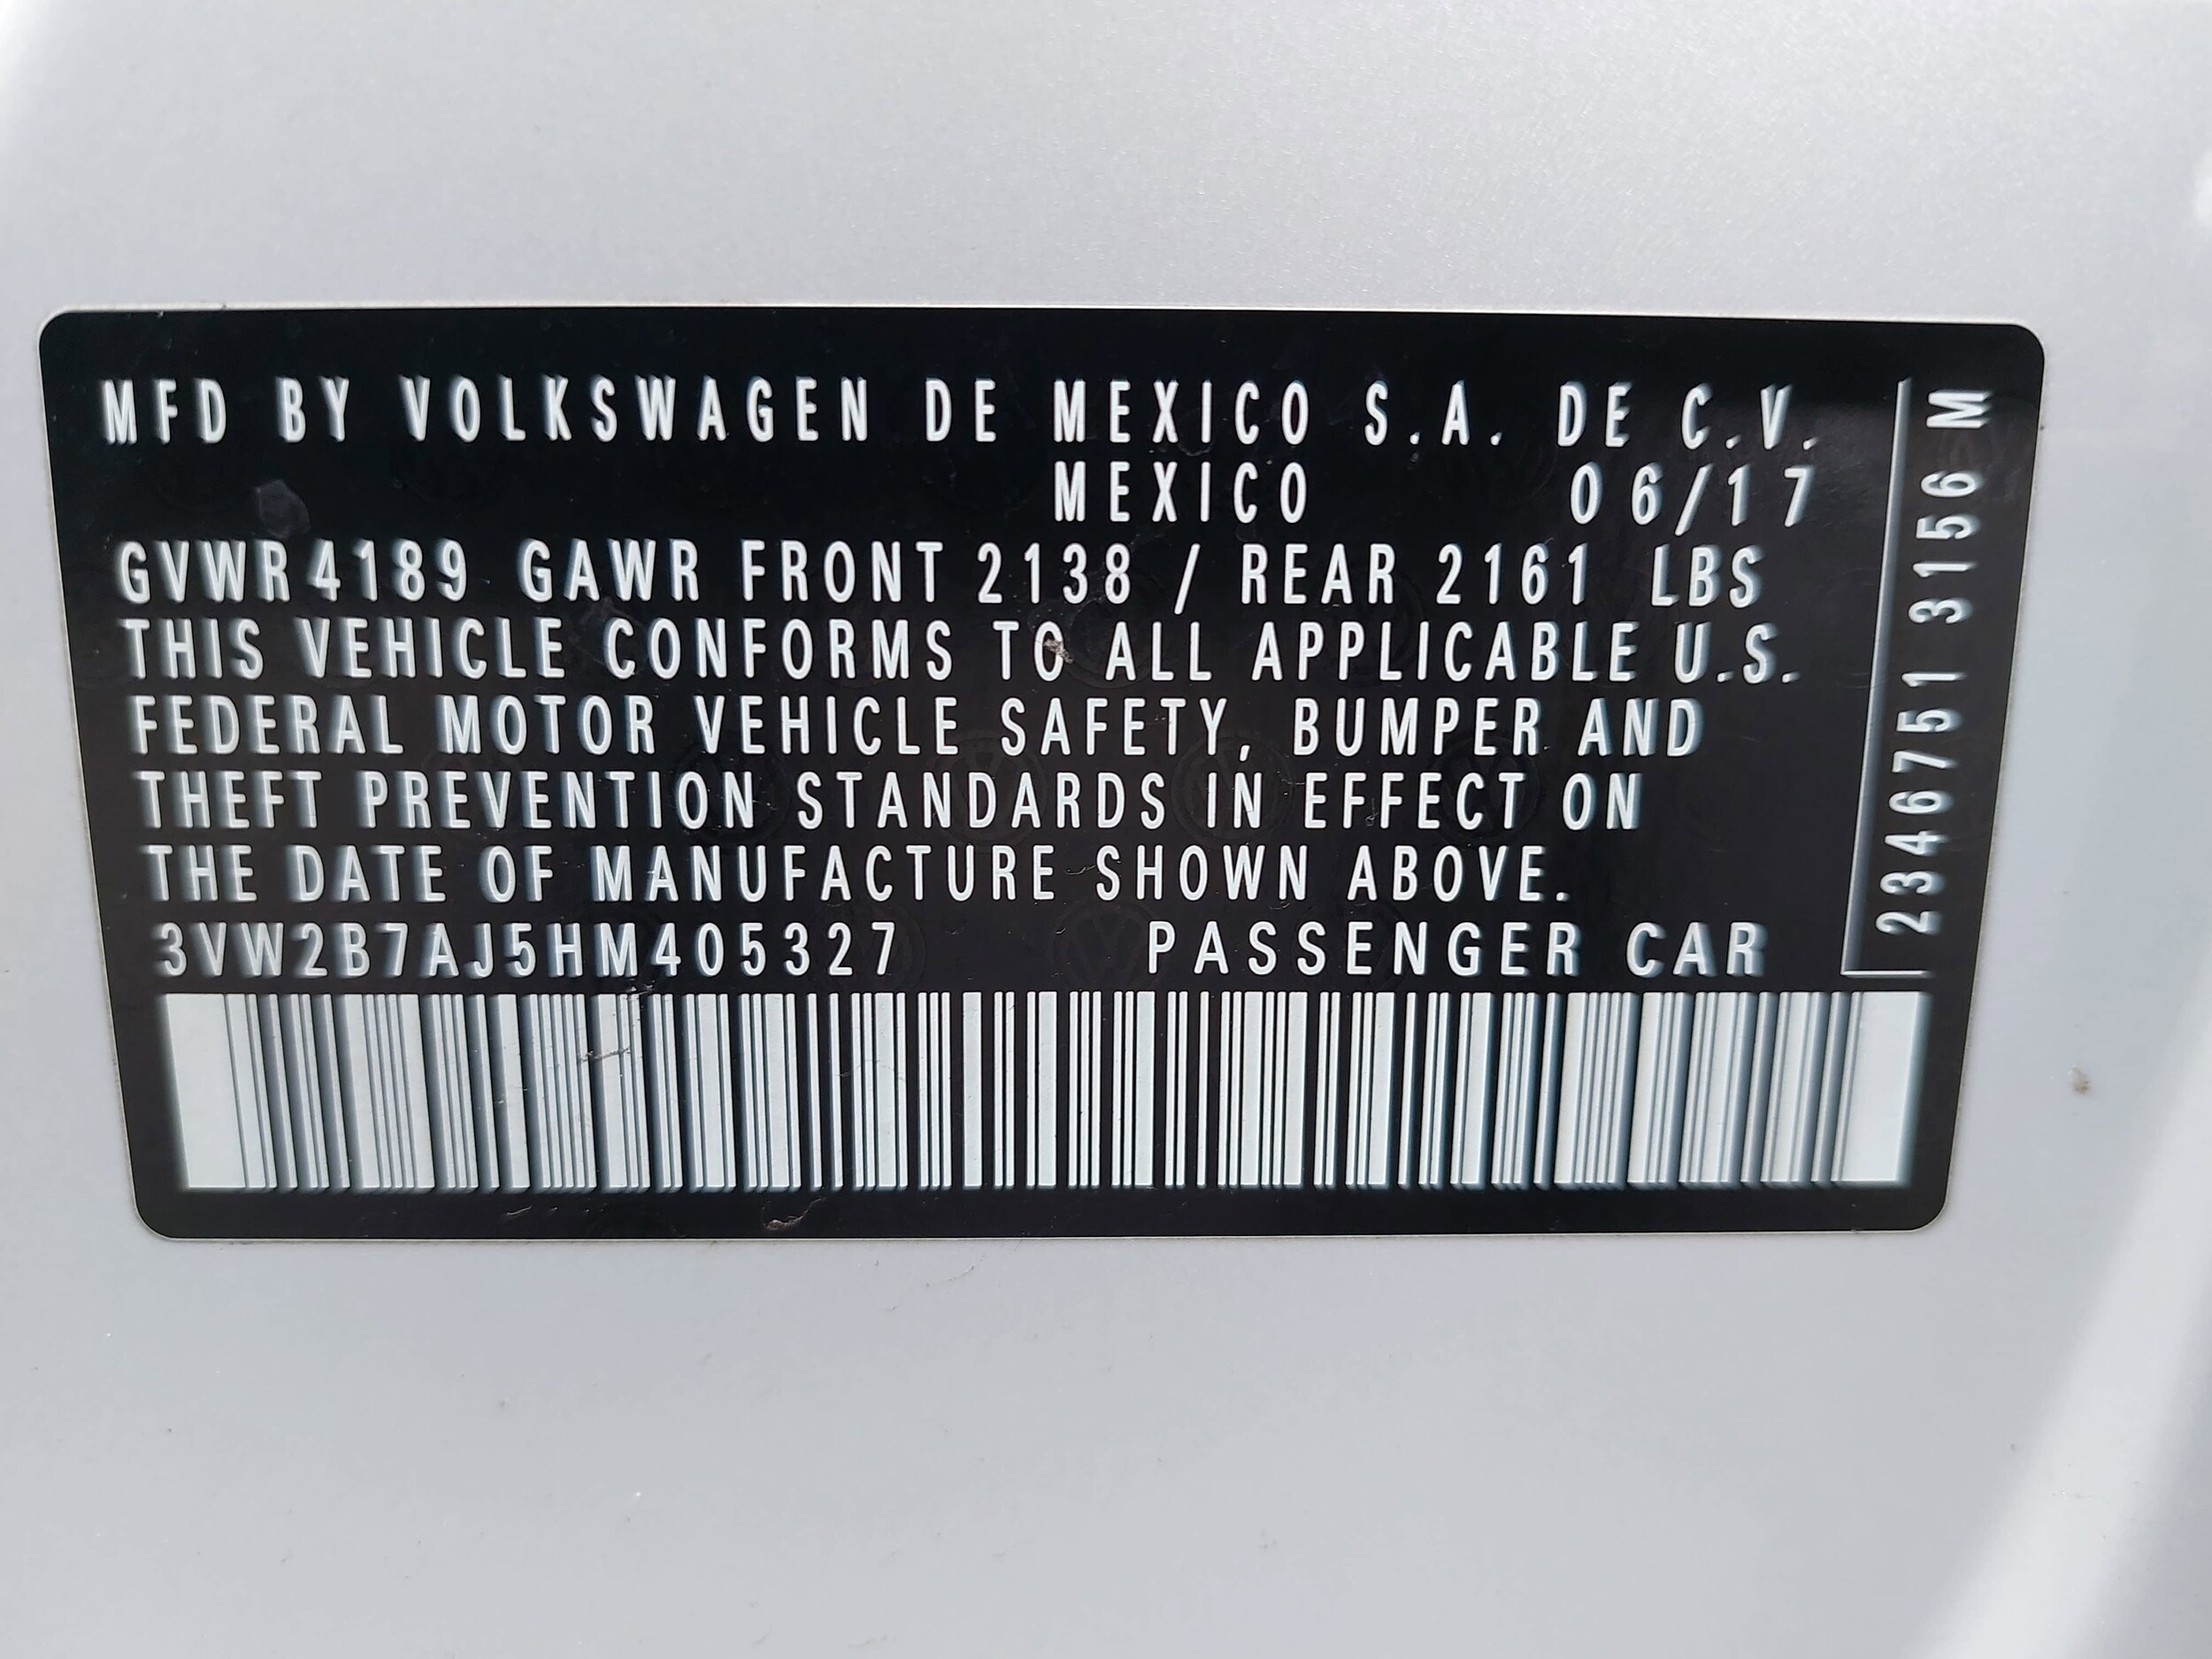 MFD BY VOLKSWAGEN DE MEXICO S.A. DE C.V.
MEXICO 06/17
GVWR 4189 GAWR FRONT 2138 / REAR 2161 LBS
THIS VEHICLE CONFORMS TO ALL APPLICABLE U.S.
FEDERAL MOTOR VEHICLE SAFETY, BUMPER AND
THEFT PREVENTION STANDARDS IN EFFECT ON
THE DATE OF MANUFACTURE SHOWN ABOVE.
3VW2B7AJ5HM405327 PASSENGER CAR
2346751 3156 M